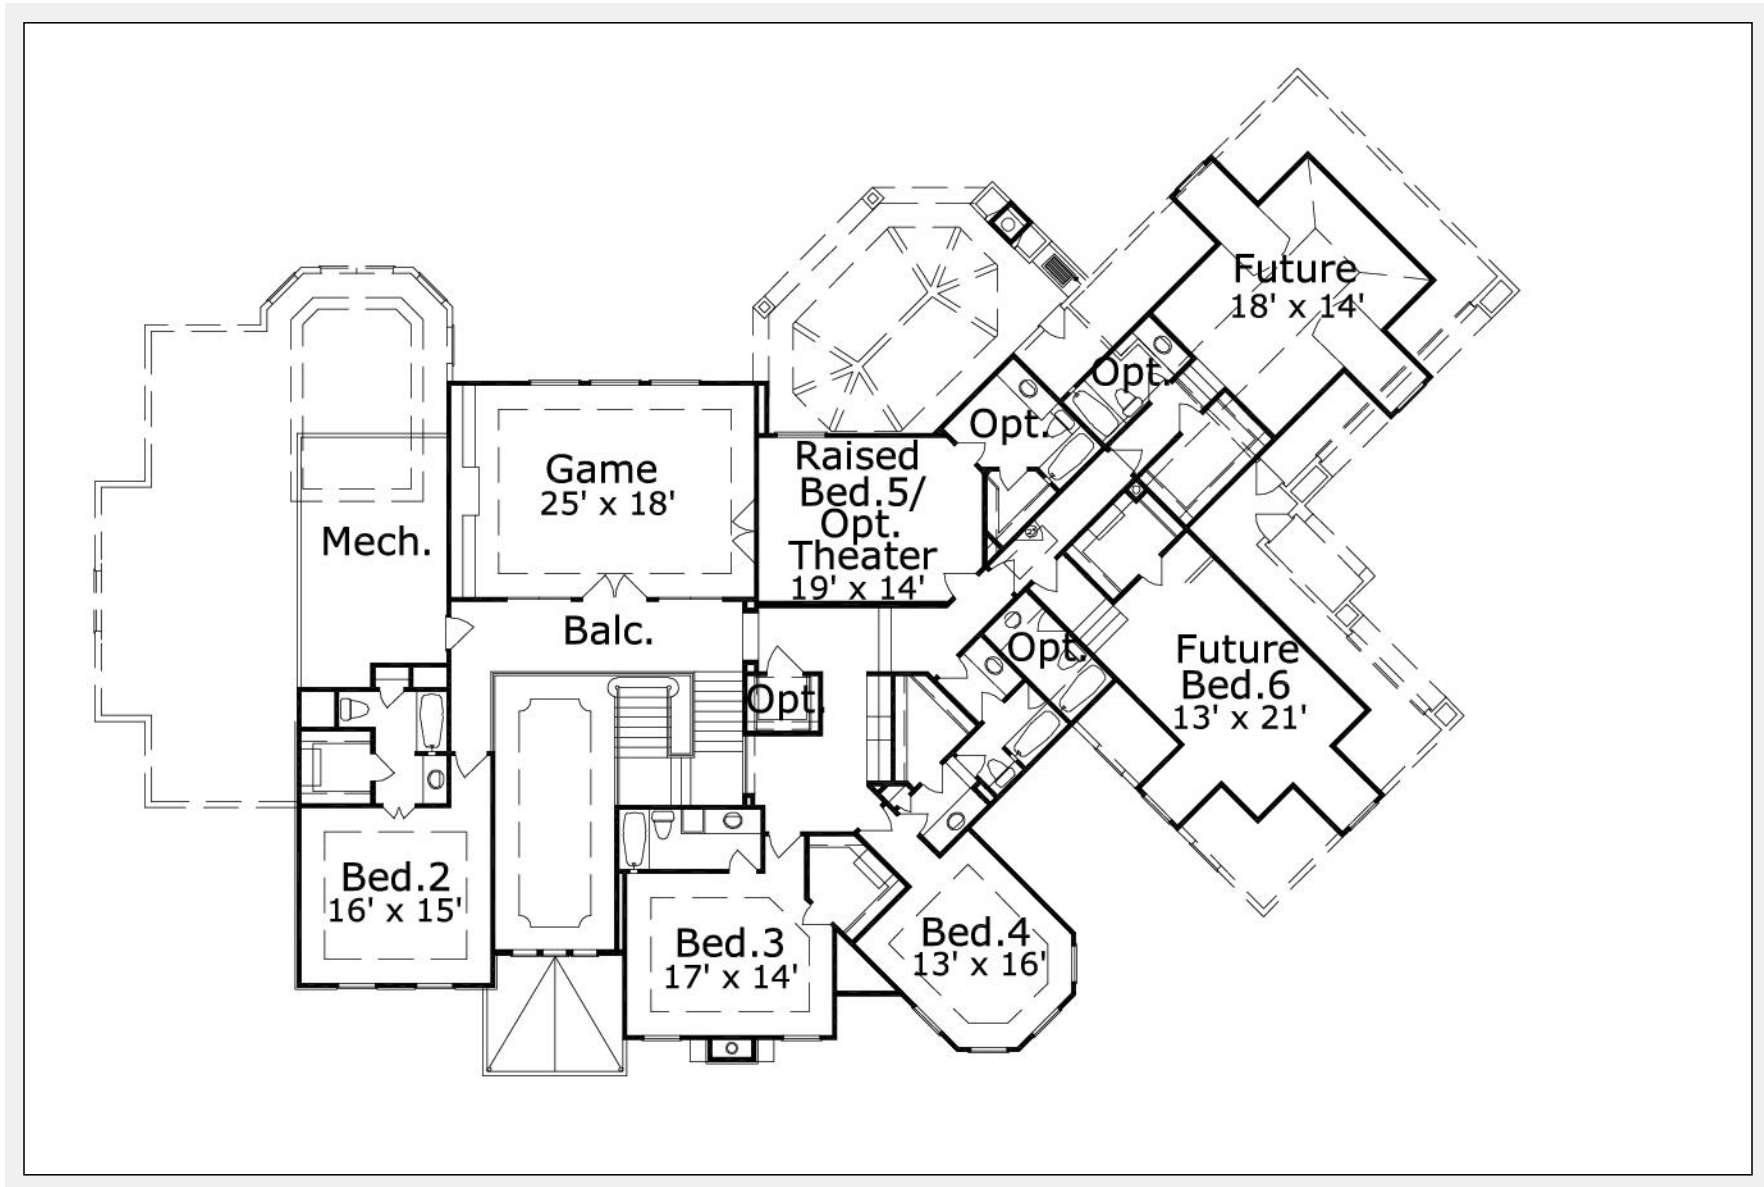 Future
18' x 14'
Opt.
Opt.
Game
25' x 18'
Raised
Bed.5/
Opt.
Theater
19' x 14'
Mech.
Balc.
Opt.
Future
Bed.6
13' x 21'
Opt.
Bed.2
16' x 15'
Bed.3
17' x 14'
Bed.4
13' x 16'